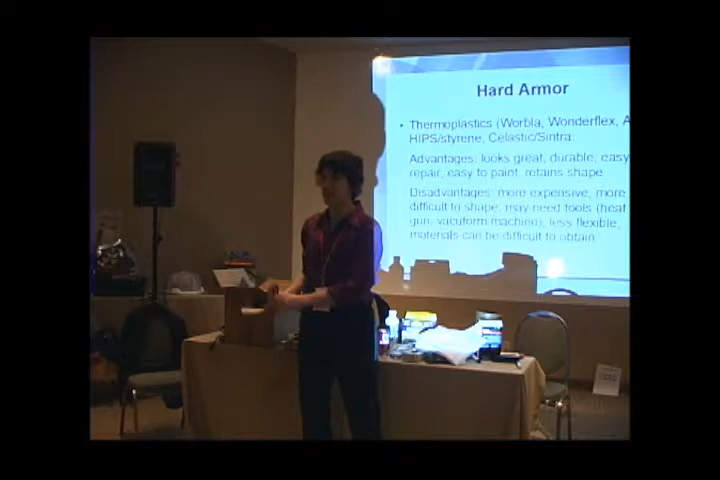 Hard Armor
• Thermoplastics (Worbla, Wonderflex, A
HIPS/styrene, Celastic/Sintra
Advantages: looks great, durable, easy
repair, easy to paint, retains shape
Disadvantages: more expensive, more
difficult to shape, may need tools (heat
gun, vacuform machine), less flexible,
materials can be difficult to obtain